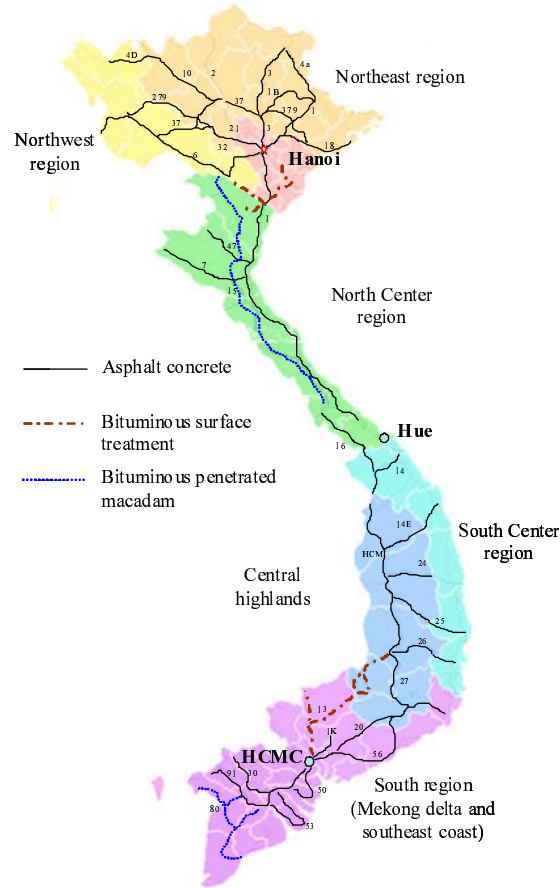 4D
10
2
3
4a
Northeast region
1B
279
37
379
1
37
21
3
Northwest
region
32
18
6
Hanoi
1
47
7
15
North Center
region
Asphalt concrete
Bituminous surface
treatment
Hue
16
14
Bituminous penetrated
macadam
14E
South Center
region
HCM
24
Central
highlands
25
26
27
13
20
1K
HCMC
56
91
30
50
South region
(Mekong delta and
southeast coast)
80
53